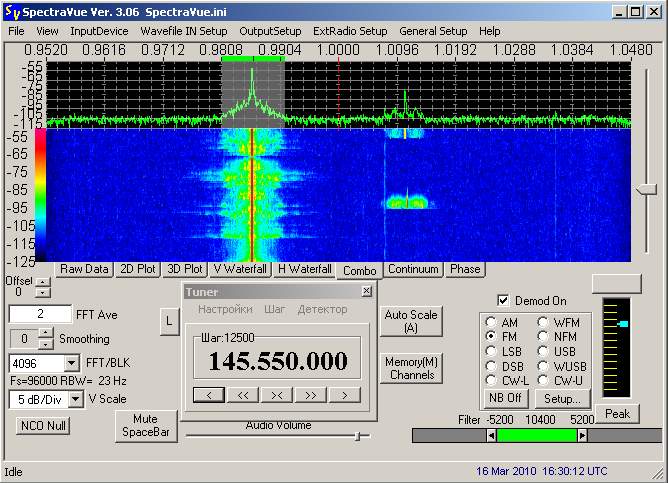 SpectraVue Ver. 3.06 SpectraVue.ini
File View InputDevice Wavefile IN Setup OutputSetup ExtRadio Setup General Setup Help
0.9520 0.9616 0.9712 0.9808 0.9904 1.0000 1.0096 1.0192 1.0288 1.0384 1.0480
-55
-65
-75
-85
-95
-105
-115
-55
-65
-75
-85
-95
-105
-115
-125
Raw Data 2D Plot 3D Plot V Waterfall H Waterfall Combo Continuum Phase
Offset
0
2 FFT Ave
0 Smoothing
4096 FFT/BLK
Fs=96000 RBW= 23 Hz
5 dB/Div V Scale
NCO Null
L
Mute
SpaceBar
Tuner
Настройки Шаг Детектор
Шаг:12500
145.550.000
< << >< >> >
Audio Volume
Auto Scale
(A)
Memory(M)
Channels
Demod On
AM WFM
FM NFM
LSB USB
DSB WUSB
CW-L CW-U
NB Off Setup...
Peak
Filter -5200 10400 5200
Idle
16 Mar 2010 16:30:12 UTC